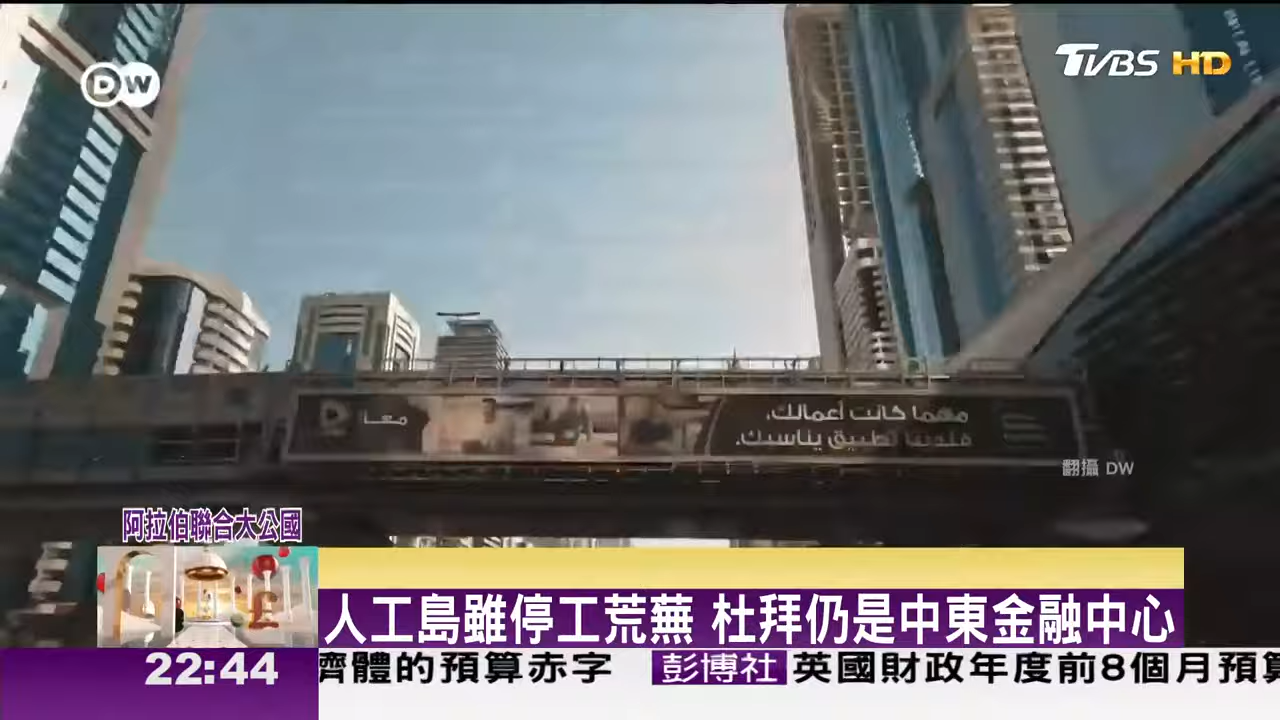 DW
TVBS HD
معاً
مهما كانت أعمالك،
فلدينا تطبيق يناسبك.
翻攝 DW
阿拉伯聯合大公國
人工島雖停工荒蕪 杜拜仍是中東金融中心
22:44
濟體的預算赤字 彭博社 英國財政年度前8個月預算